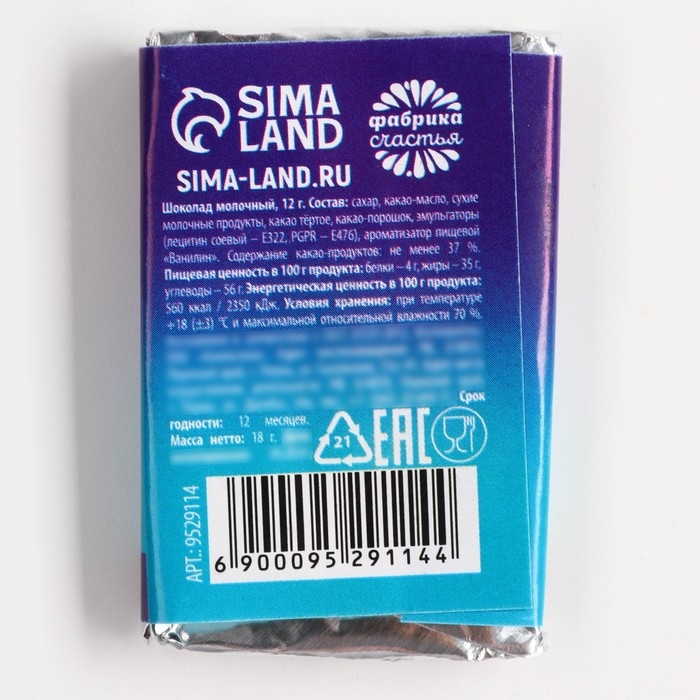 SIMA
LAND
фабрика
счастья
SIMA-LAND.RU
Шоколад молочный, 12 г. Состав: сахар, какао-масло, сухие
молочные продукты, какао тёртое, какао-порошок, эмульгаторы
(лецитин соевый – Е322, PGPR – Е476), ароматизатор пищевой
«Ванилин». Содержание какао-продуктов: не менее 37 %.
Пищевая ценность в 100 г продукта: белки – 4 г, жиры – 35 г,
углеводы – 56 г. Энергетическая ценность в 100 г продукта:
560 ккал / 2350 кДж. Условия хранения: при температуре
+18 (±3) °С и максимальной относительной влажности 70 %.
Срок
годности: 12 месяцев.
Масса нетто: 18 г.
21
EAC
АРТ.: 9529114
6 900095 291144